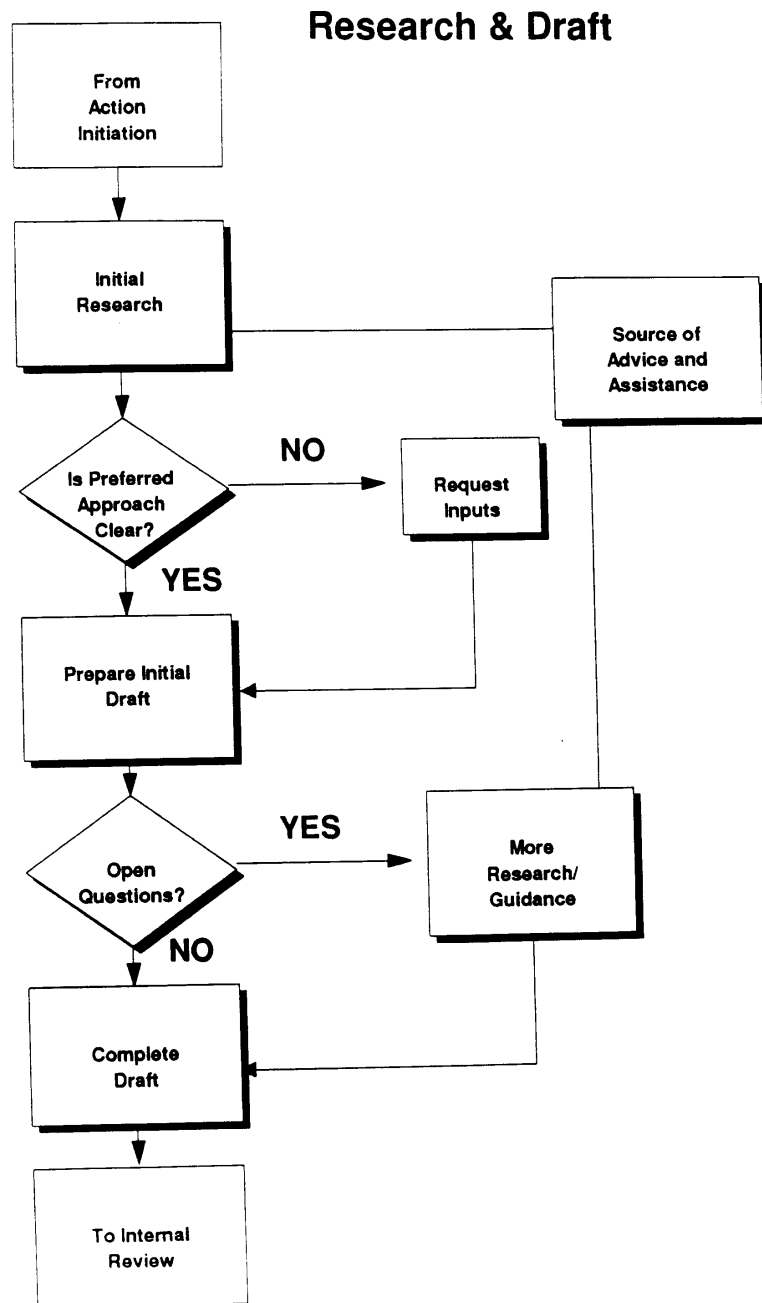 Research & Draft
From
Action
Initiation
Initial
Research
Source of
Advice and
Assistance
Is Preferred
Approach
Clear?
NO
Request
Inputs
YES
Prepare Initial
Draft
Open
Questions?
YES
More
Research/
Guidance
NO
Complete
Draft
To Internal
Review